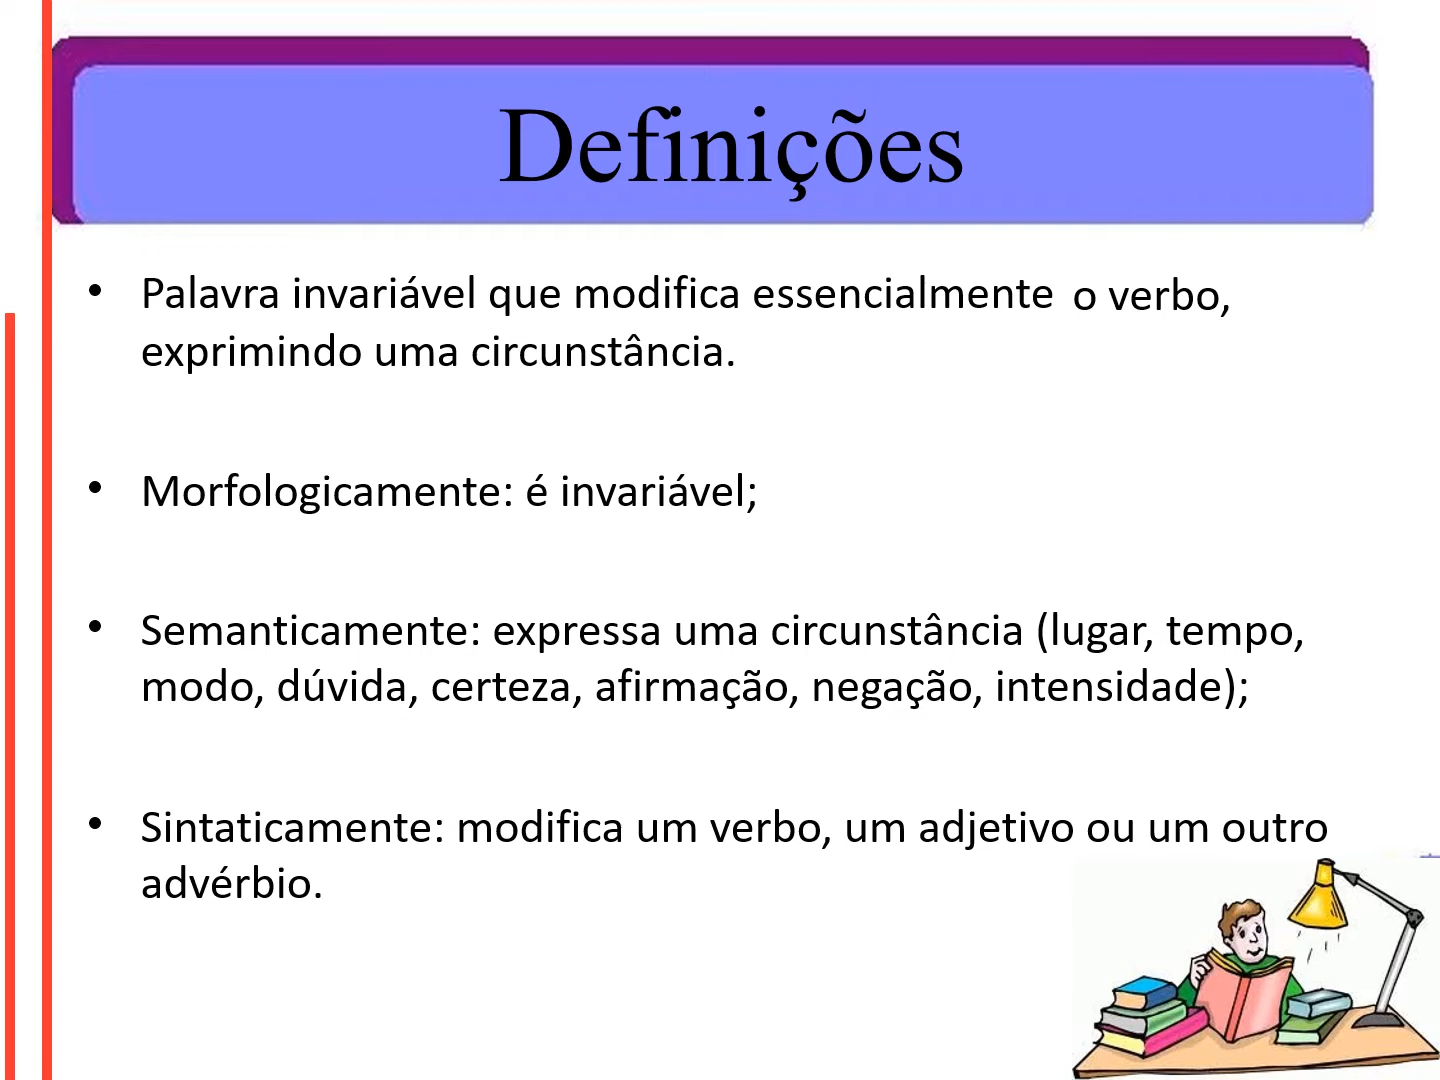 Definições
• Palavra invariável que modifica essencialmente o verbo,
exprimindo uma circunstância.
• Morfologicamente: é invariável;
• Semanticamente: expressa uma circunstância (lugar, tempo,
modo, dúvida, certeza, afirmação, negação, intensidade);
• Sintaticamente: modifica um verbo, um adjetivo ou um outro
advérbio.